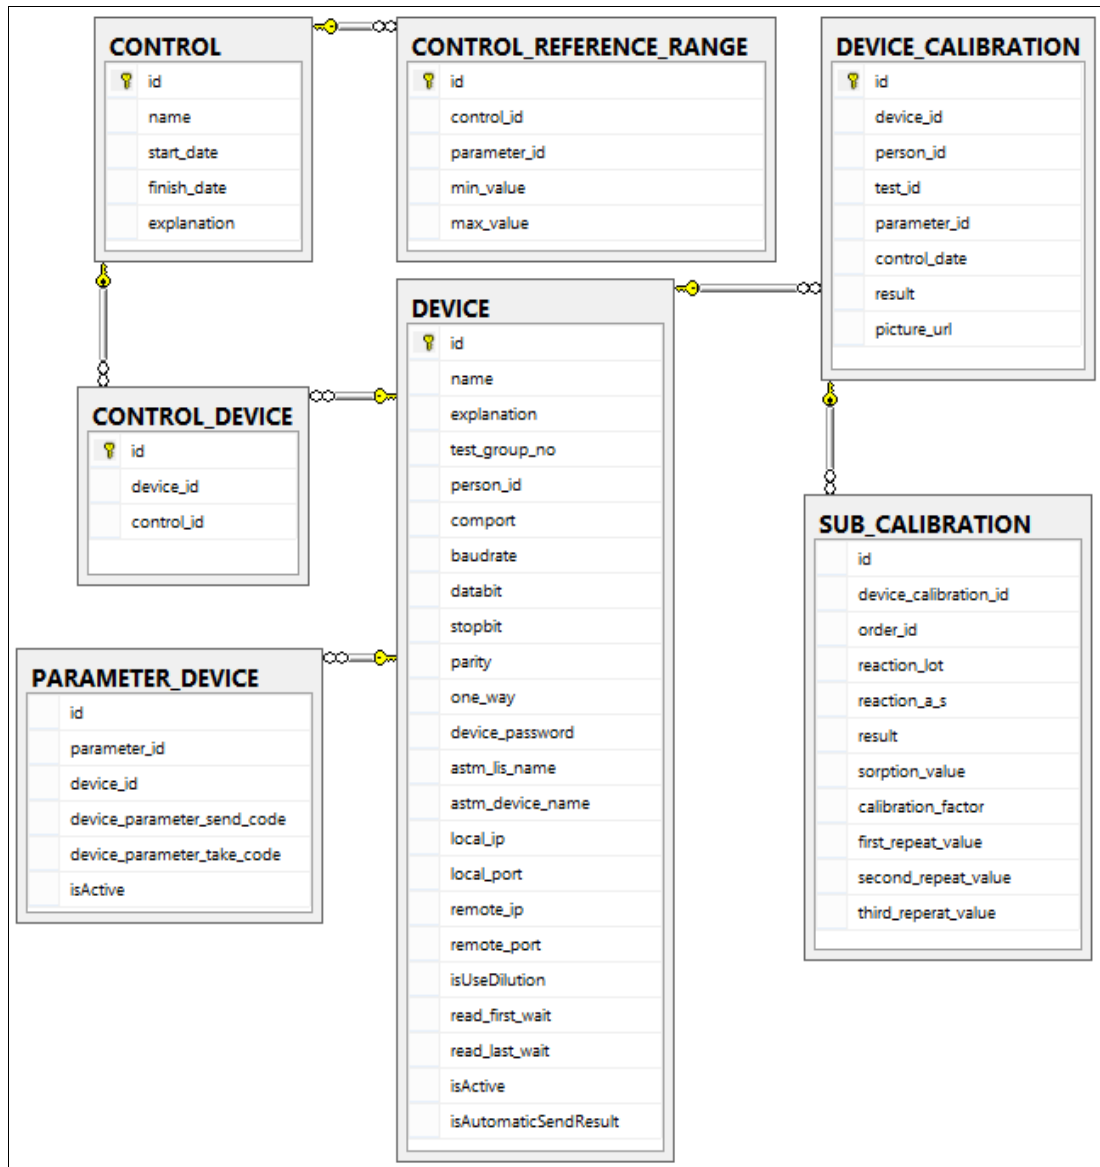 CONTROL
id
name
start_date
finish_date
explanation
CONTROL_REFERENCE_RANGE
id
control_id
parameter_id
min_value
max_value
DEVICE_CALIBRATION
id
device_id
person_id
test_id
parameter_id
control_date
result
picture_url
CONTROL_DEVICE
id
device_id
control_id
DEVICE
id
name
explanation
test_group_no
person_id
comport
baudrate
databit
stopbit
parity
one_way
device_password
astm_lis_name
astm_device_name
local_ip
local_port
remote_ip
remote_port
isUseDilution
read_first_wait
read_last_wait
isActive
isAutomaticSendResult
SUB_CALIBRATION
id
device_calibration_id
order_id
reaction_lot
reaction_a_s
result
sorption_value
calibration_factor
first_repeat_value
second_repeat_value
third_reperat_value
PARAMETER_DEVICE
id
parameter_id
device_id
device_parameter_send_code
device_parameter_take_code
isActive